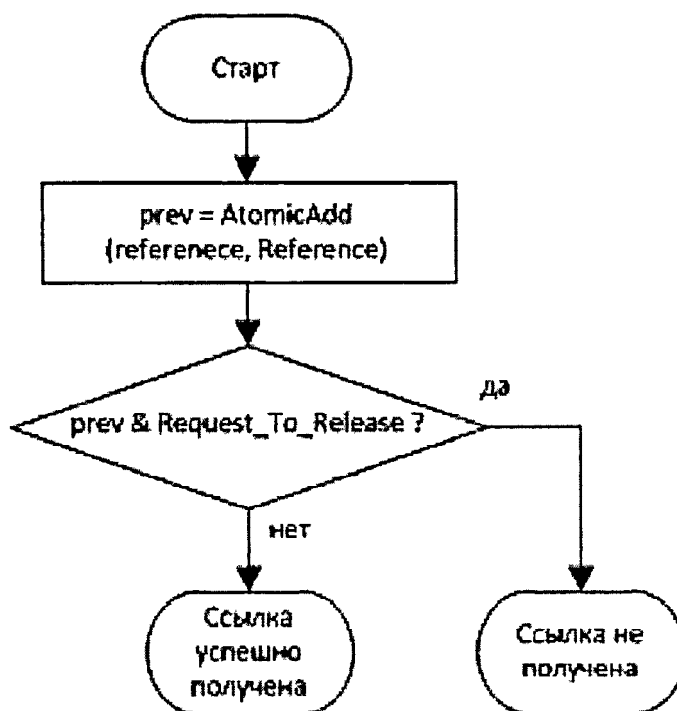 Старт
prev = AtomicAdd
(referenece, Reference)
prev & Request_To_Release ?
да
нет
Ссылка
успешно
получена
Ссылка не
получена